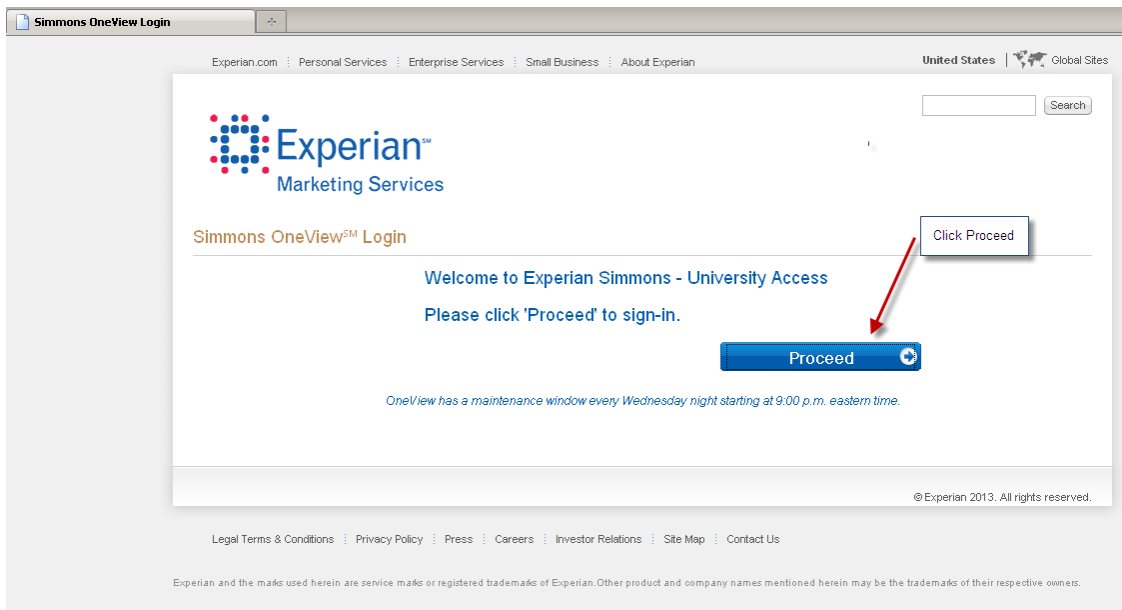 Simmons OneView Login
Experian.com Personal Services Enterprise Services Small Business About Experian
United States | Global Sites
Search
Experian℠
Marketing Services
Simmons OneView℠ Login
Click Proceed
Welcome to Experian Simmons - University Access
Please click 'Proceed' to sign-in.
Proceed
OneView has a maintenance window every Wednesday night starting at 9:00 p.m. eastern time.
© Experian 2013. All rights reserved.
Legal Terms & Conditions Privacy Policy Press Careers Investor Relations Site Map Contact Us
Experian and the marks used herein are service marks or registered trademarks of Experian.Other product and company names mentioned herein may be the trademarks of their respective owners.